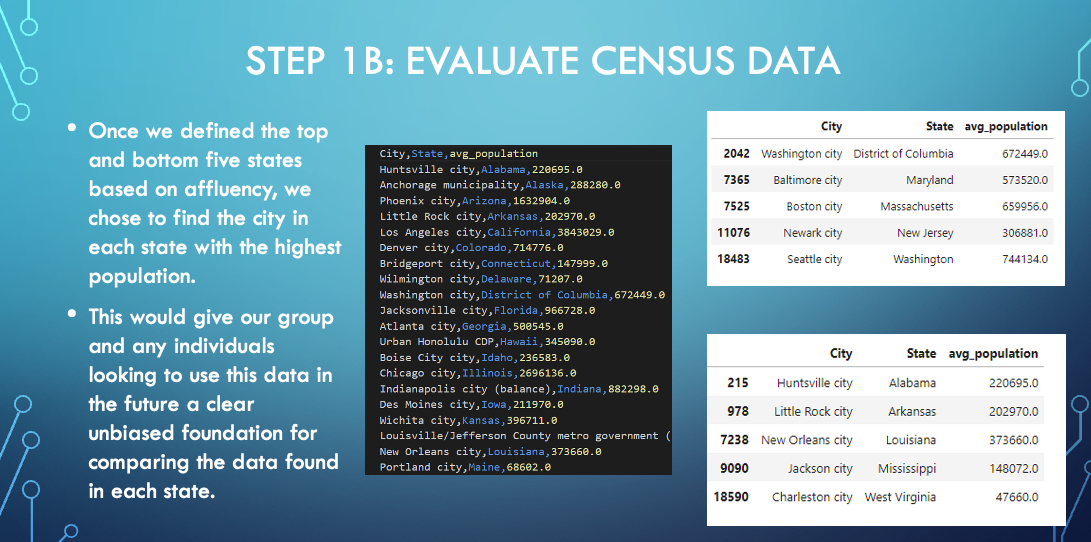 STEP 1B: EVALUATE CENSUS DATA
• Once we defined the top
and bottom five states
based on affluency, we
chose to find the city in
each state with the highest
population.
• This would give our group
and any individuals
looking to use this data in
the future a clear
unbiased foundation for
comparing the data found
in each state.
City,State,avg_population
Huntsville city,Alabama,220695.0
Anchorage municipality,Alaska,288280.0
Phoenix city,Arizona,1632904.0
Little Rock city,Arkansas,202970.0
Los Angeles city,California,3843029.0
Denver city,Colorado,714776.0
Bridgeport city,Connecticut,147999.0
Wilmington city,Delaware,71207.0
Washington city,District of Columbia,672449.0
Jacksonville city,Florida,966728.0
Atlanta city,Georgia,500545.0
Urban Honolulu CDP,Hawaii,345090.0
Boise City city,Idaho,236583.0
Chicago city,Illinois,2696136.0
Indianapolis city (balance),Indiana,882298.0
Des Moines city,Iowa,211970.0
Wichita city,Kansas,396711.0
Louisville/Jefferson County metro government (
New Orleans city,Louisiana,373660.0
Portland city,Maine,68602.0
City State avg_population
2042 Washington city District of Columbia 672449.0
7365 Baltimore city Maryland 573520.0
7525 Boston city Massachusetts 659956.0
11076 Newark city New Jersey 306881.0
18483 Seattle city Washington 744134.0
City State avg_population
215 Huntsville city Alabama 220695.0
978 Little Rock city Arkansas 202970.0
7238 New Orleans city Louisiana 373660.0
9090 Jackson city Mississippi 148072.0
18590 Charleston city West Virginia 47660.0